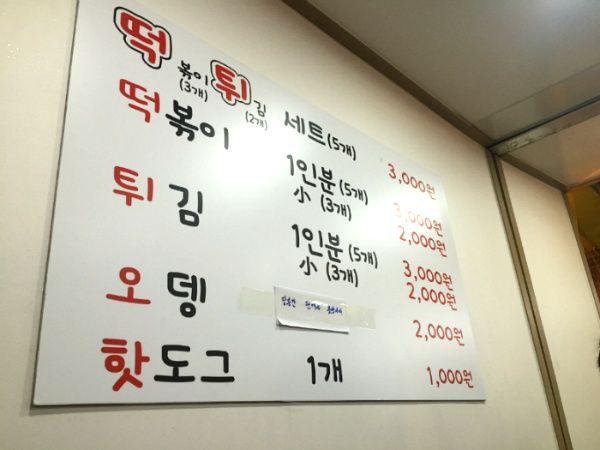 떡볶이(3개) 튀김(2개) 세트(5개) 3,000원
떡볶이 1인분(5개) 3,000원
小 (3개) 2,000원
튀김 1인분(5개) 3,000원
小 (3개) 2,000원
오뎅 2,000원
핫도그 1개 1,000원